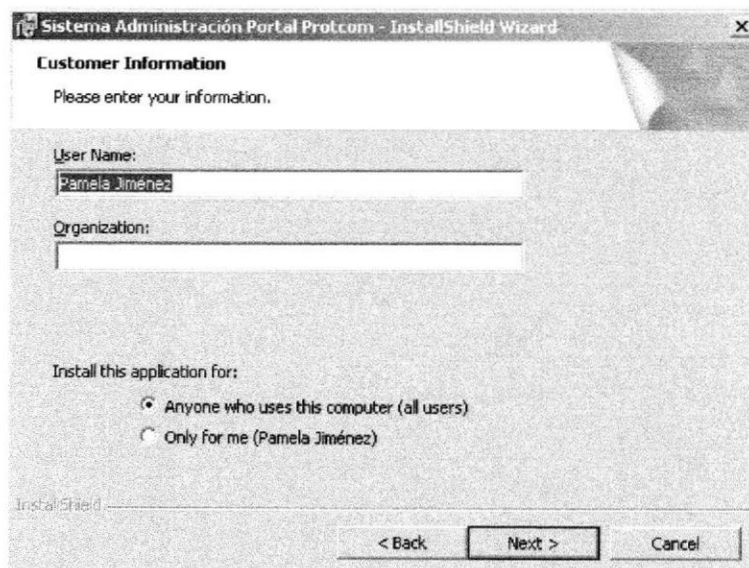 Sistema Administración Portal Protcom - InstallShield Wizard
Customer Information
Please enter your information.
User Name:
Pamela Jiménez
Organization:
Install this application for:
Anyone who uses this computer (all users)
Only for me (Pamela Jiménez)
InstallShield
< Back Next > Cancel